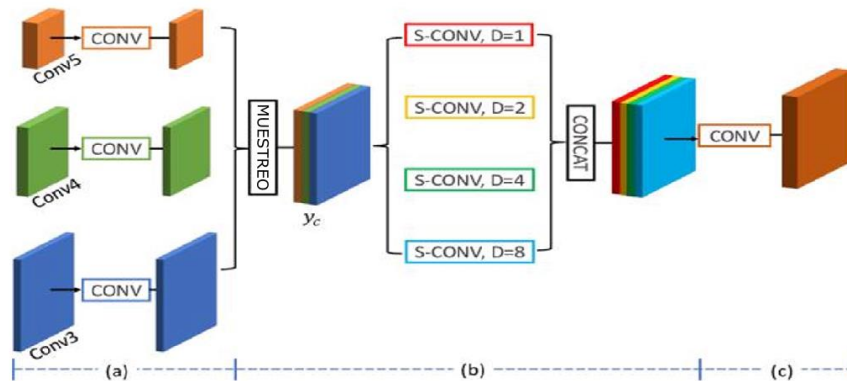 CONV
Conv5
CONV
Conv4
CONV
Conv3
MUESTREO
y_c
S-CONV, D=1
S-CONV, D=2
S-CONV, D=4
S-CONV, D=8
CONCAT
CONV
(a)
(b)
(c)